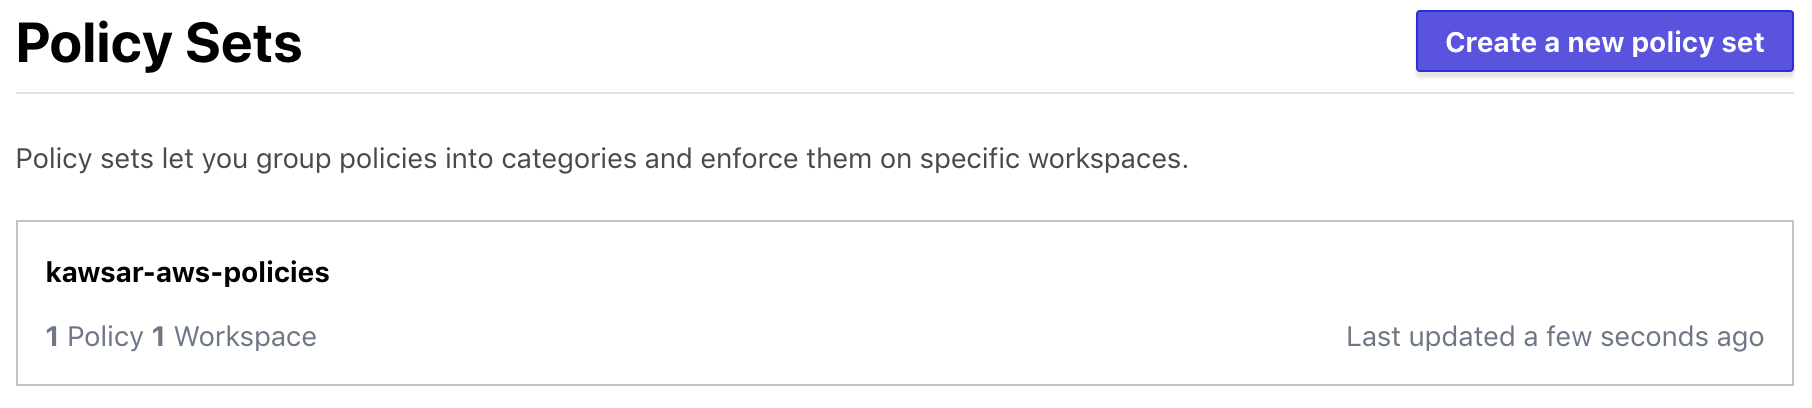 Policy Sets
Create a new policy set
Policy sets let you group policies into categories and enforce them on specific workspaces.
kawsar-aws-policies
1 Policy 1 Workspace
Last updated a few seconds ago